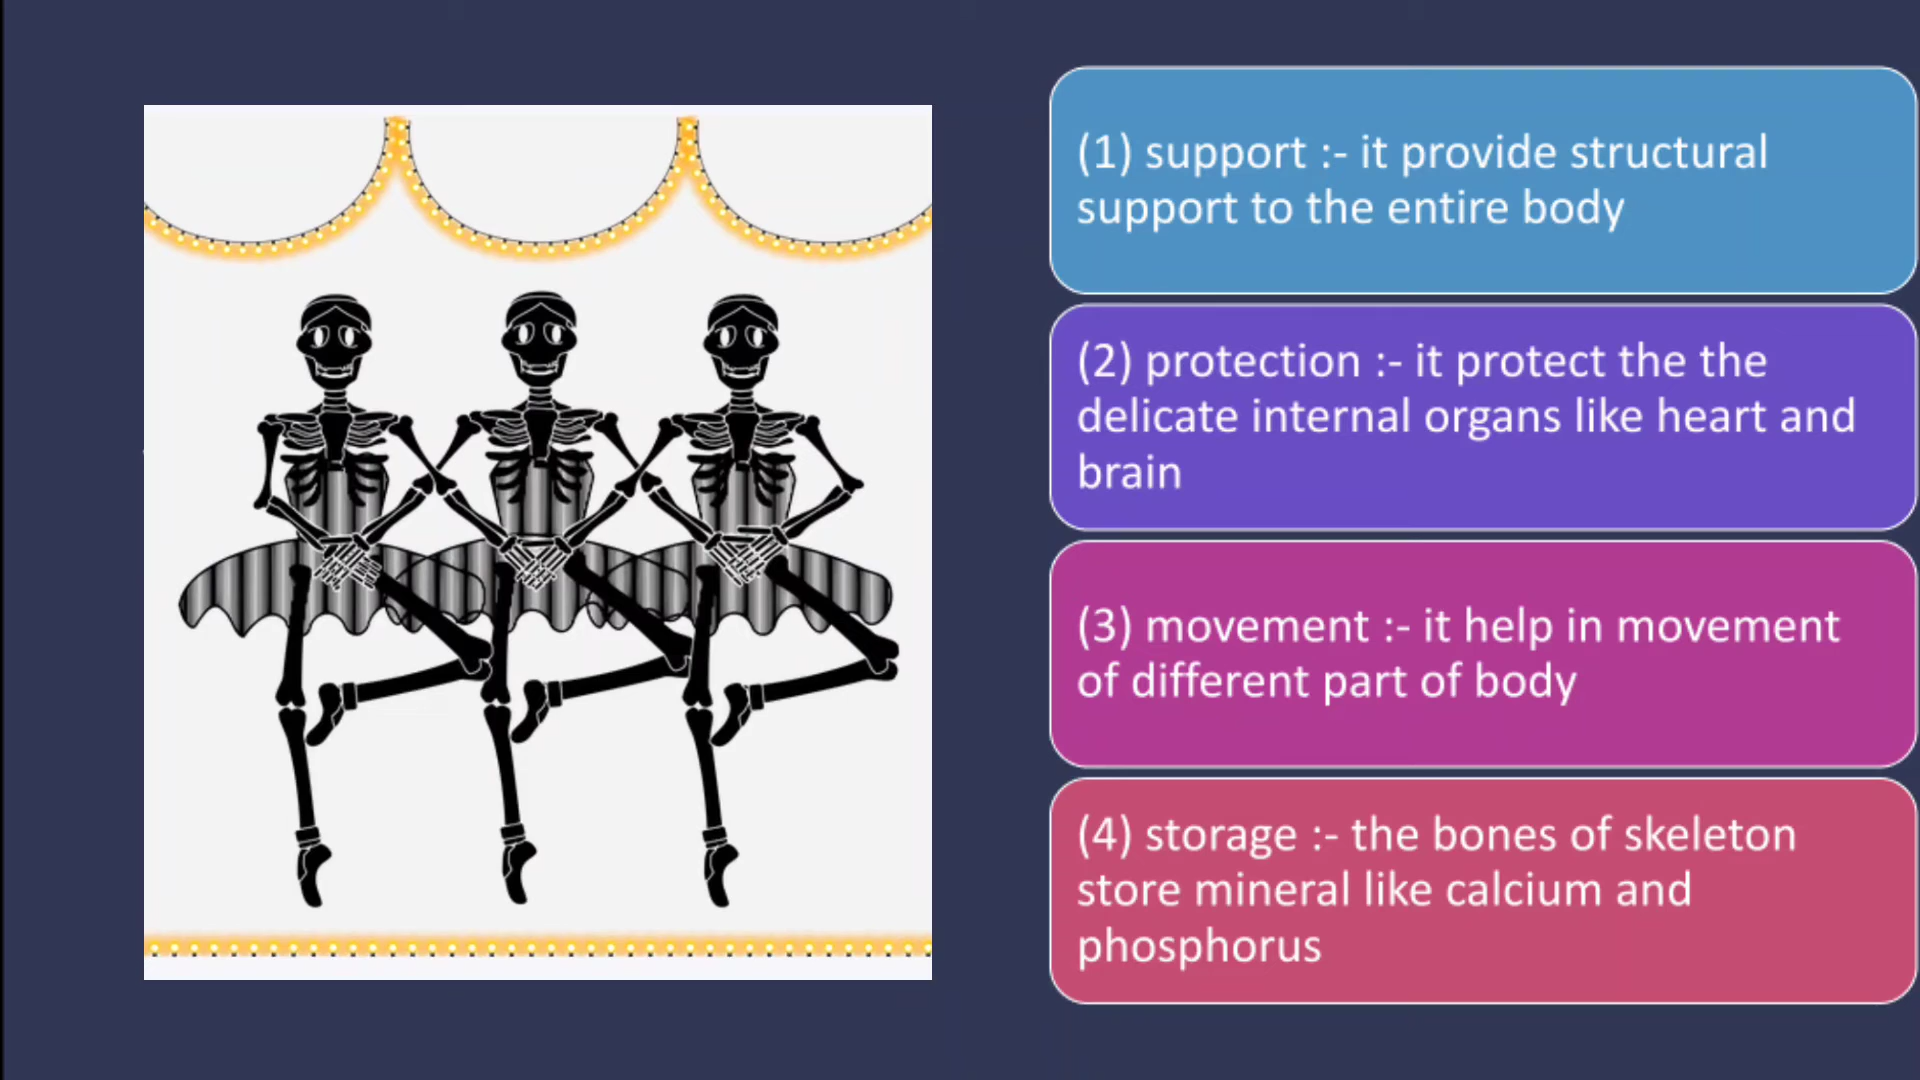 (1) support :- it provide structural
support to the entire body
(2) protection :- it protect the the
delicate internal organs like heart and
brain
(3) movement :- it help in movement
of different part of body
(4) storage :- the bones of skeleton
store mineral like calcium and
phosphorus